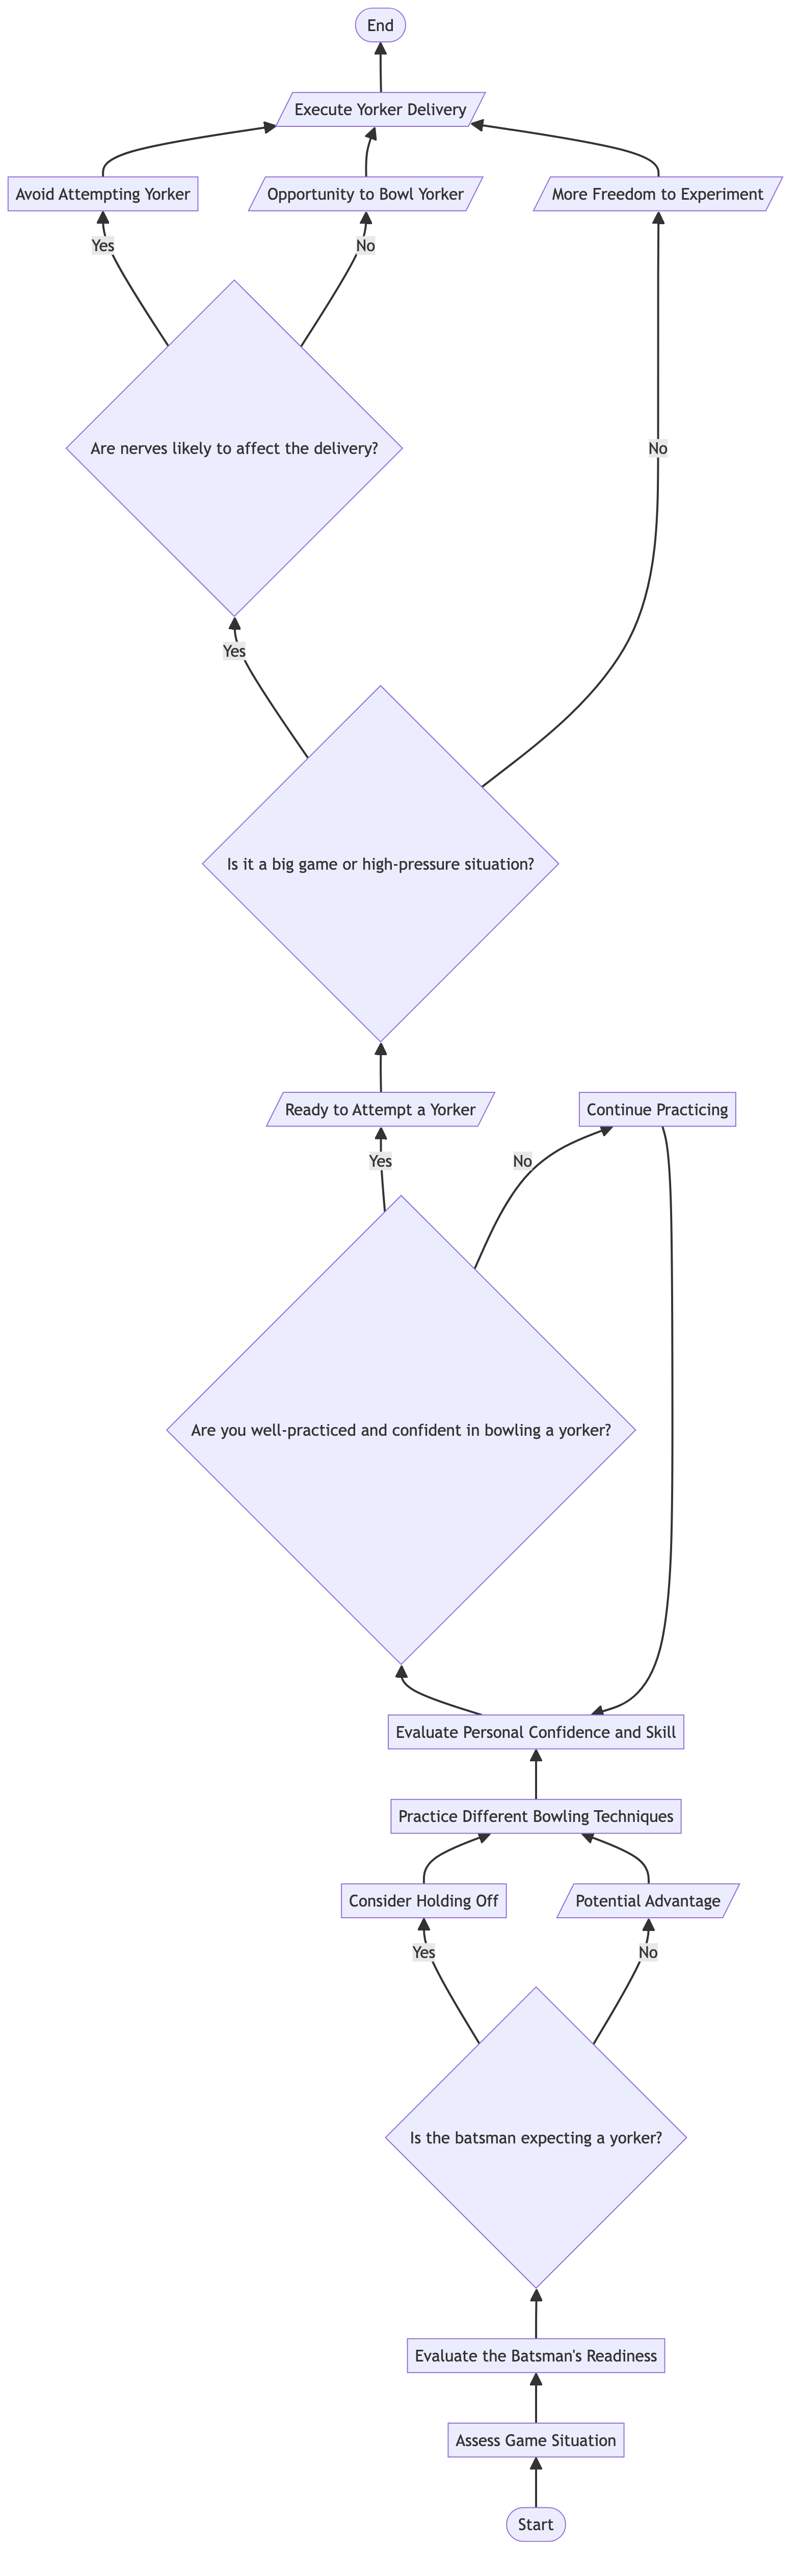 End
Execute Yorker Delivery
Avoid Attempting Yorker
Opportunity to Bowl Yorker
More Freedom to Experiment
Yes
No
Are nerves likely to affect the delivery?
No
Yes
Is it a big game or high-pressure situation?
Ready to Attempt a Yorker
Continue Practicing
Yes
No
Are you well-practiced and confident in bowling a yorker?
Evaluate Personal Confidence and Skill
Practice Different Bowling Techniques
Consider Holding Off
Potential Advantage
Yes
No
Is the batsman expecting a yorker?
Evaluate the Batsman's Readiness
Assess Game Situation
Start